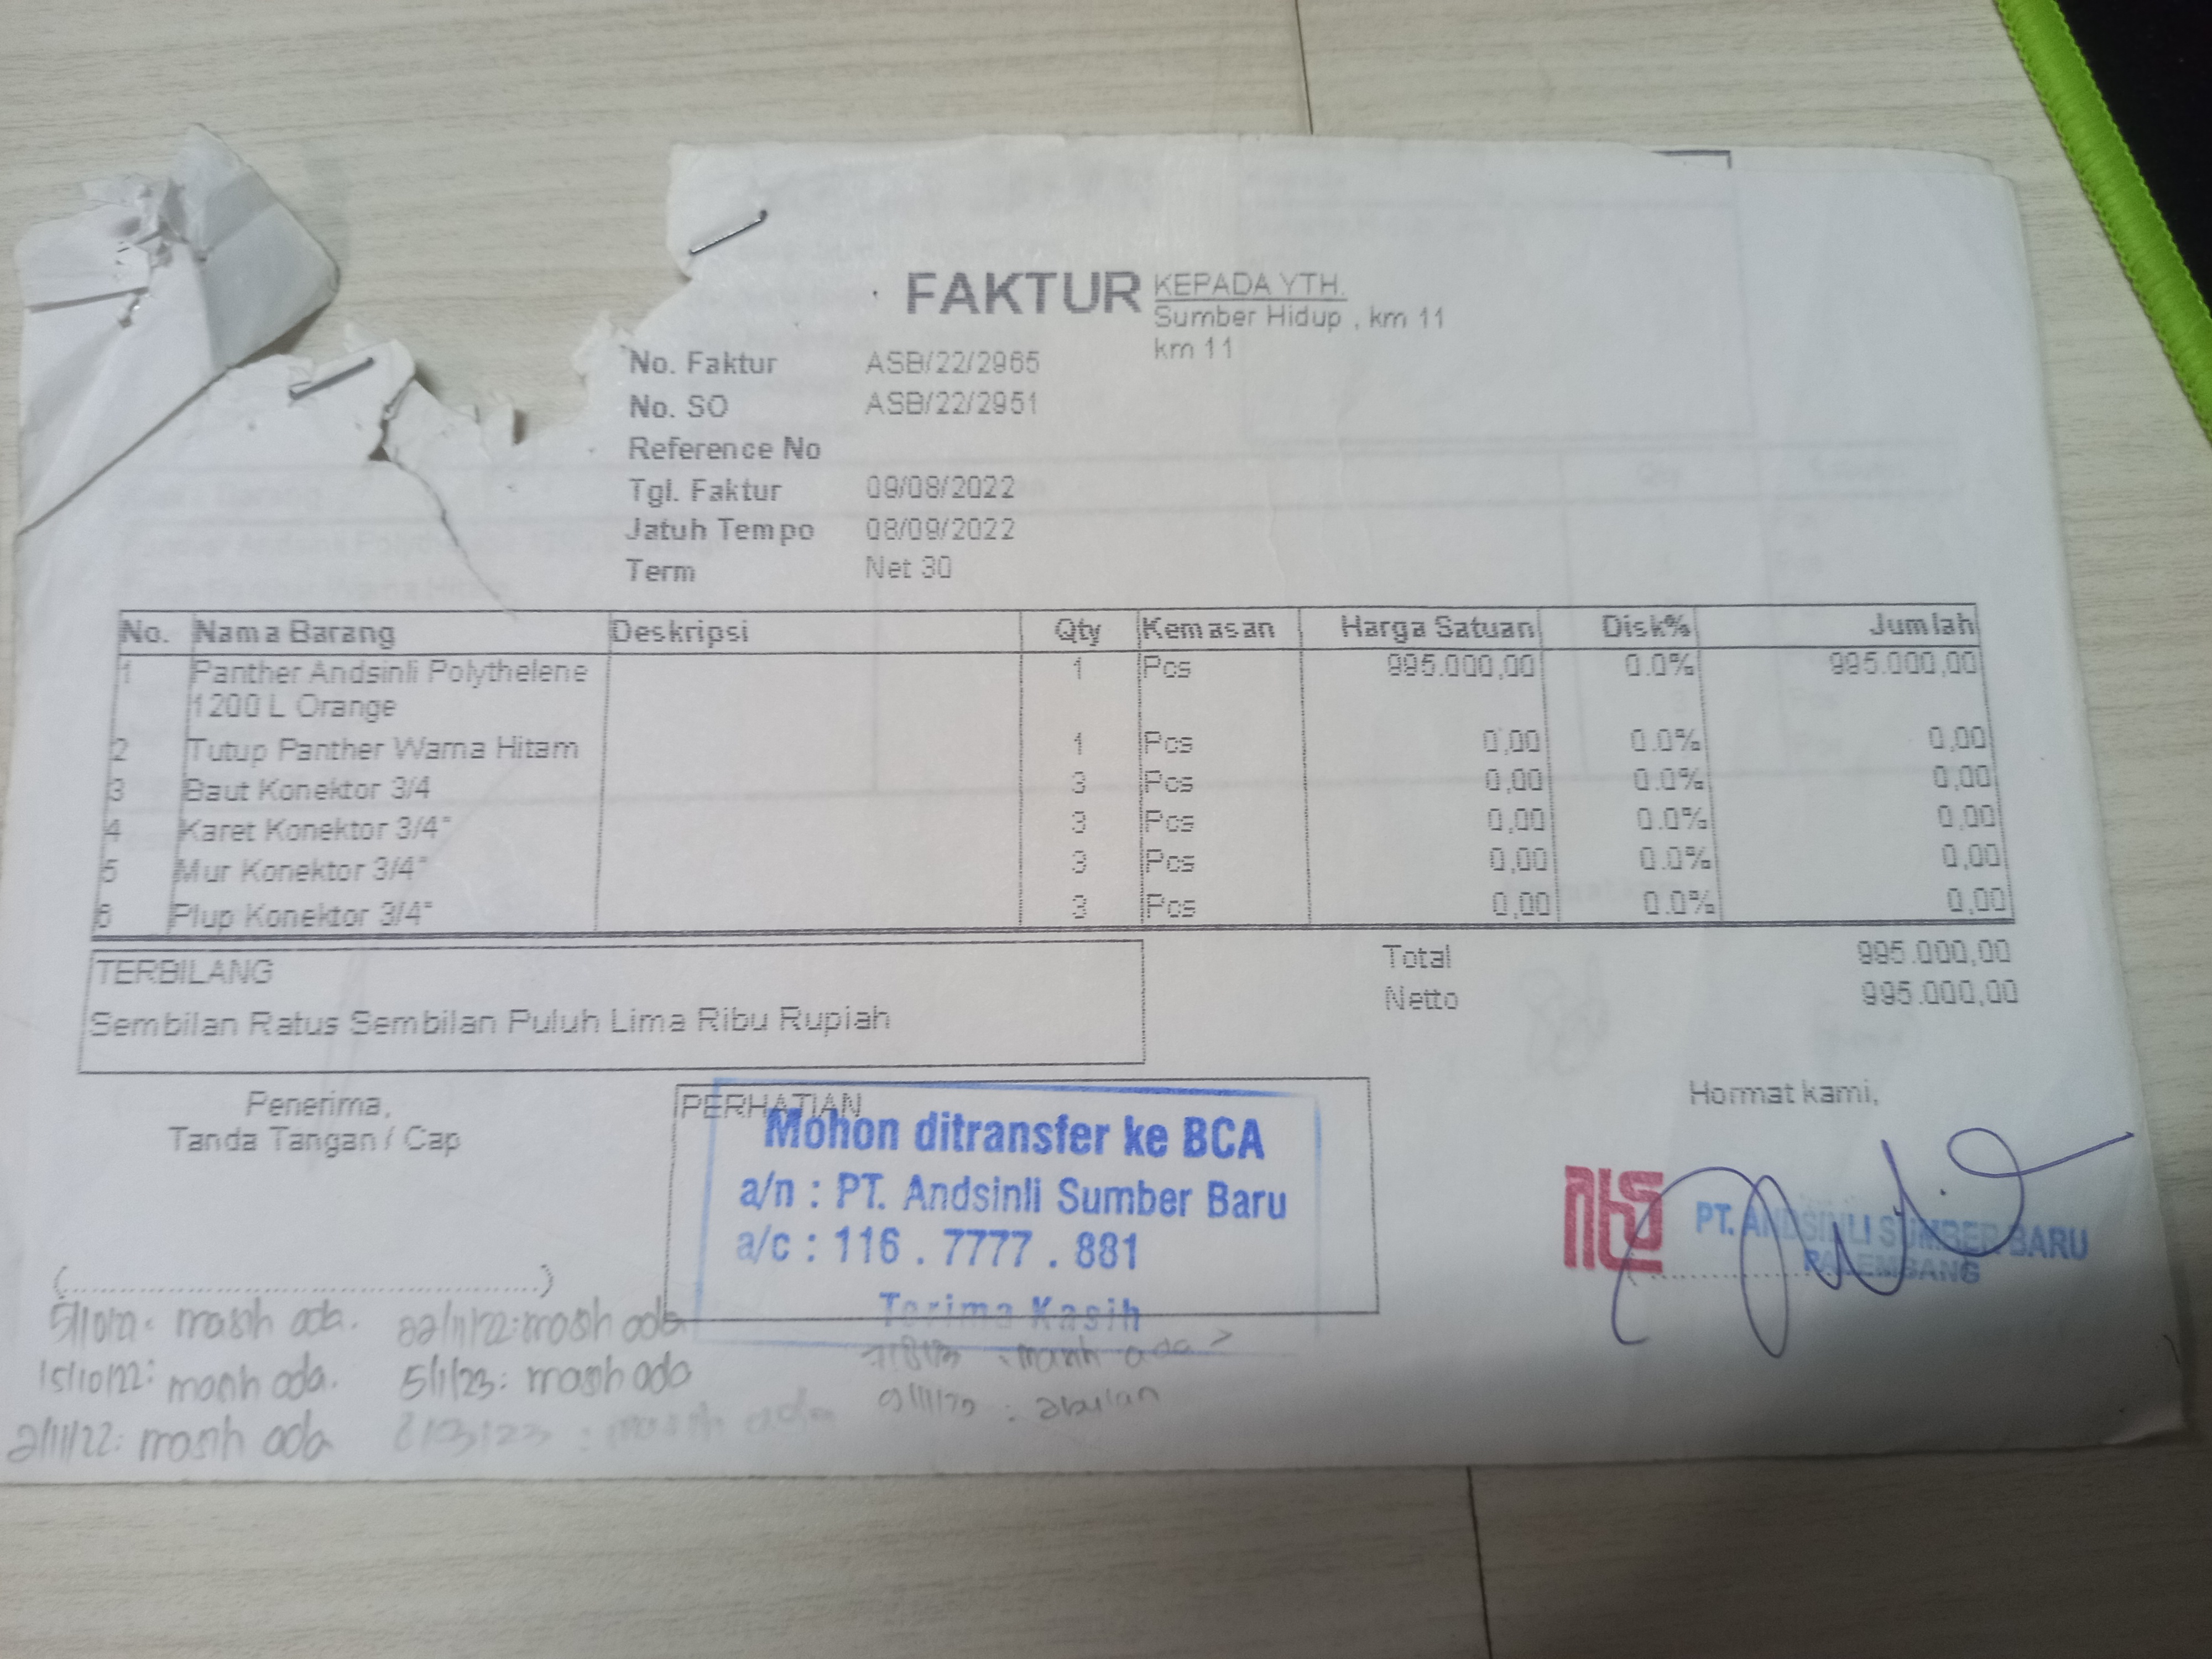 FAKTUR
KEPADA YTH.
Sumber Hidup , km 11
km 11
No. Faktur ASB/22/2965
No. SO ASB/22/2951
Reference No
Tgl. Faktur 09/08/2022
Jatuh Tempo 08/09/2022
Term Net 30
No. Nama Barang Deskripsi Qty Kemasan Harga Satuan Disk% Jumlah
1 Panther Andsinli Polythelene 1 Pcs 995.000,00 0.0% 995.000,00
1200 L Orange
2 Tutup Panther Warna Hitam 1 Pcs 0,00 0.0% 0,00
3 Baut Konektor 3/4 3 Pcs 0,00 0.0% 0,00
4 Karet Konektor 3/4" 3 Pcs 0,00 0.0% 0,00
5 Mur Konektor 3/4" 3 Pcs 0,00 0.0% 0,00
6 Plup Konektor 3/4" 3 Pcs 0,00 0.0% 0,00
Total 995.000,00
Netto 995.000,00
TERBILANG
Sembilan Ratus Sembilan Puluh Lima Ribu Rupiah
Penerima,
Tanda Tangan / Cap
(....................)
PERHATIAN
Mohon ditransfer ke BCA
a/n : PT. Andsinli Sumber Baru
a/c : 116 . 7777 . 881
Terima Kasih
Hormat kami,
PT. ANDSINLI SUMBER BARU
PALEMBANG
masih ada. 22/11/22: masih ada
15/10/22: masih ada. 5/1/23: masih ada
2/11/22: masih ada
masih ada